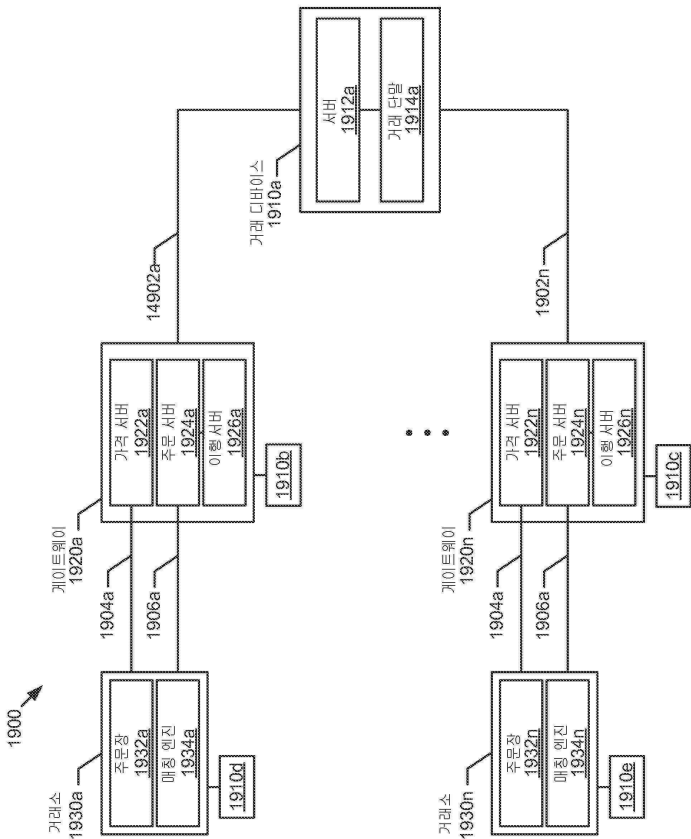 1900
거래소
1930a
주문장
1932a
매칭 엔진
1934a
1910d
1904a
1906a
게이트웨이
1920a
가격 서버
1922a
주문 서버
1924a
이행 서버
1926a
1910b
14902a
거래 디바이스
1910a
서버
1912a
거래 단말
1914a
1902n
거래소
1930n
주문장
1932n
매칭 엔진
1934n
1910e
1904a
1906a
게이트웨이
1920n
가격 서버
1922n
주문 서버
1924n
이행 서버
1926n
1910c